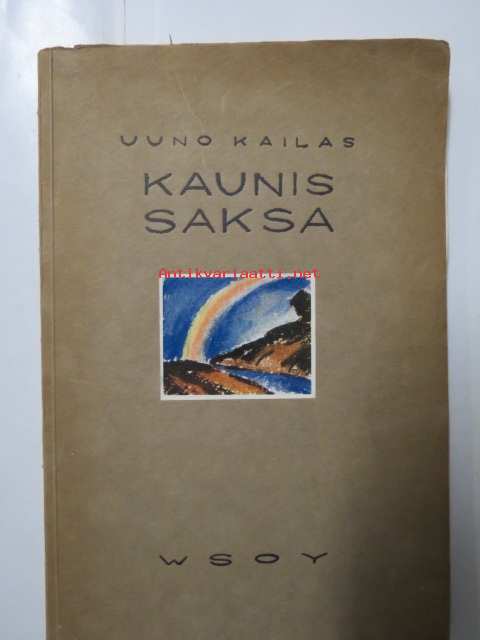 UUNO KAILAS
KAUNIS
SAKSA
Antikvariaatti.net
WSOY